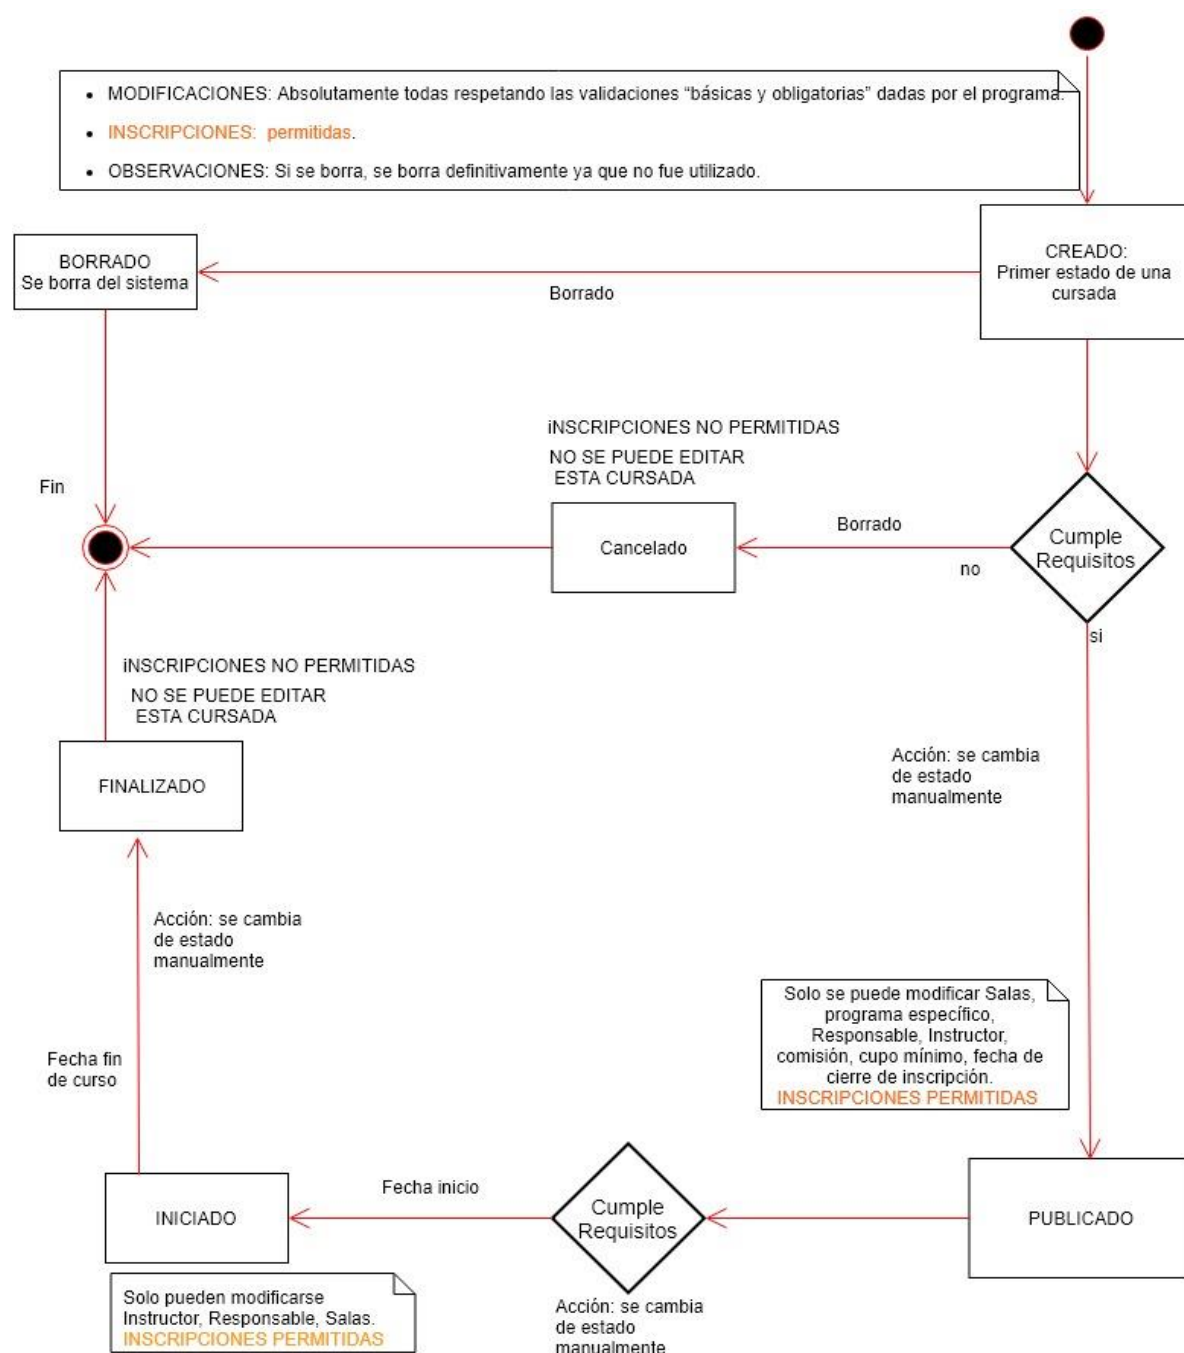 • MODIFICACIONES: Absolutamente todas respetando las validaciones “básicas y obligatorias” dadas por el programa.
• INSCRIPCIONES: permitidas.
• OBSERVACIONES: Si se borra, se borra definitivamente ya que no fue utilizado.
BORRADO
Se borra del sistema
Borrado
CREADO:
Primer estado de una
cursada
iNSCRIPCIONES NO PERMITIDAS
NO SE PUEDE EDITAR
ESTA CURSADA
Fin
Cancelado
Borrado
no
Cumple
Requisitos
si
iNSCRIPCIONES NO PERMITIDAS
NO SE PUEDE EDITAR
ESTA CURSADA
FINALIZADO
Acción: se cambia
de estado
manualmente
Acción: se cambia
de estado
manualmente
Solo se puede modificar Salas,
programa específico,
Responsable, Instructor,
comisión, cupo mínimo, fecha de
cierre de inscripción.
INSCRIPCIONES PERMITIDAS
Fecha fin
de curso
INICIADO
Fecha inicio
Cumple
Requisitos
PUBLICADO
Solo pueden modificarse
Instructor, Responsable, Salas.
INSCRIPCIONES PERMITIDAS
Acción: se cambia
de estado
manualmente